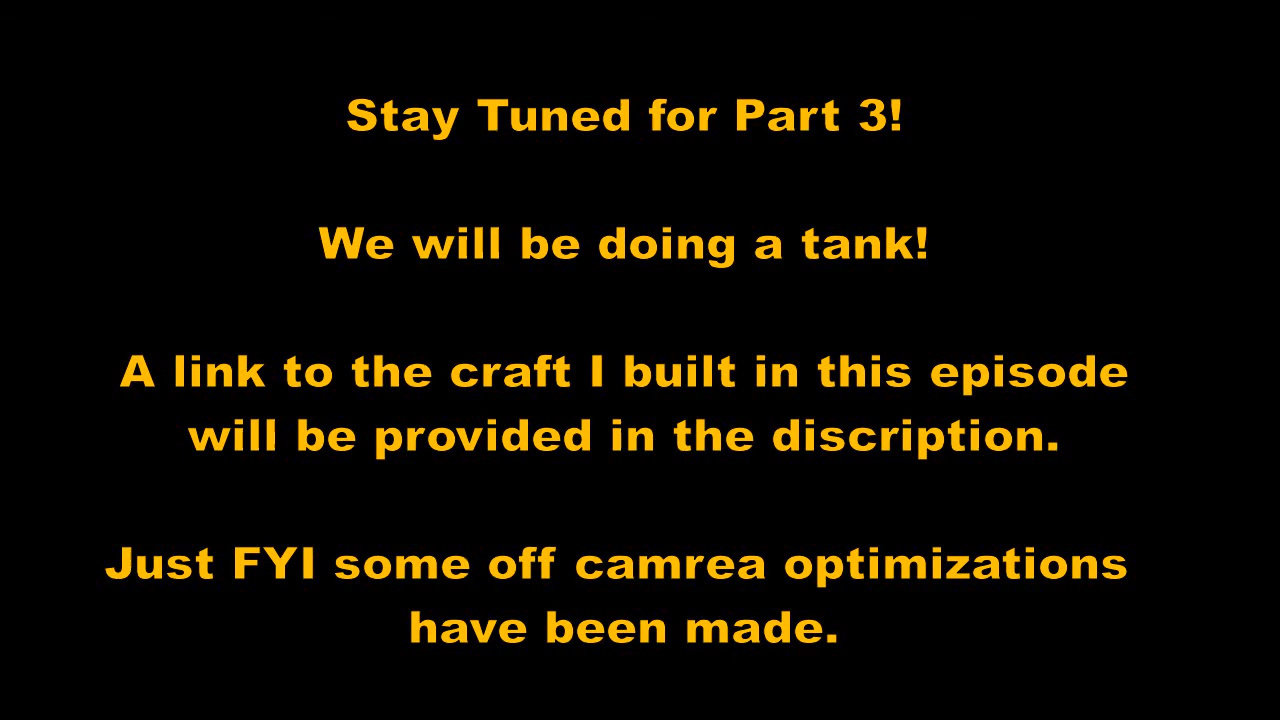 Stay Tuned for Part 3!
We will be doing a tank!
A link to the craft I built in this episode
will be provided in the discription.
Just FYI some off camrea optimizations
have been made.